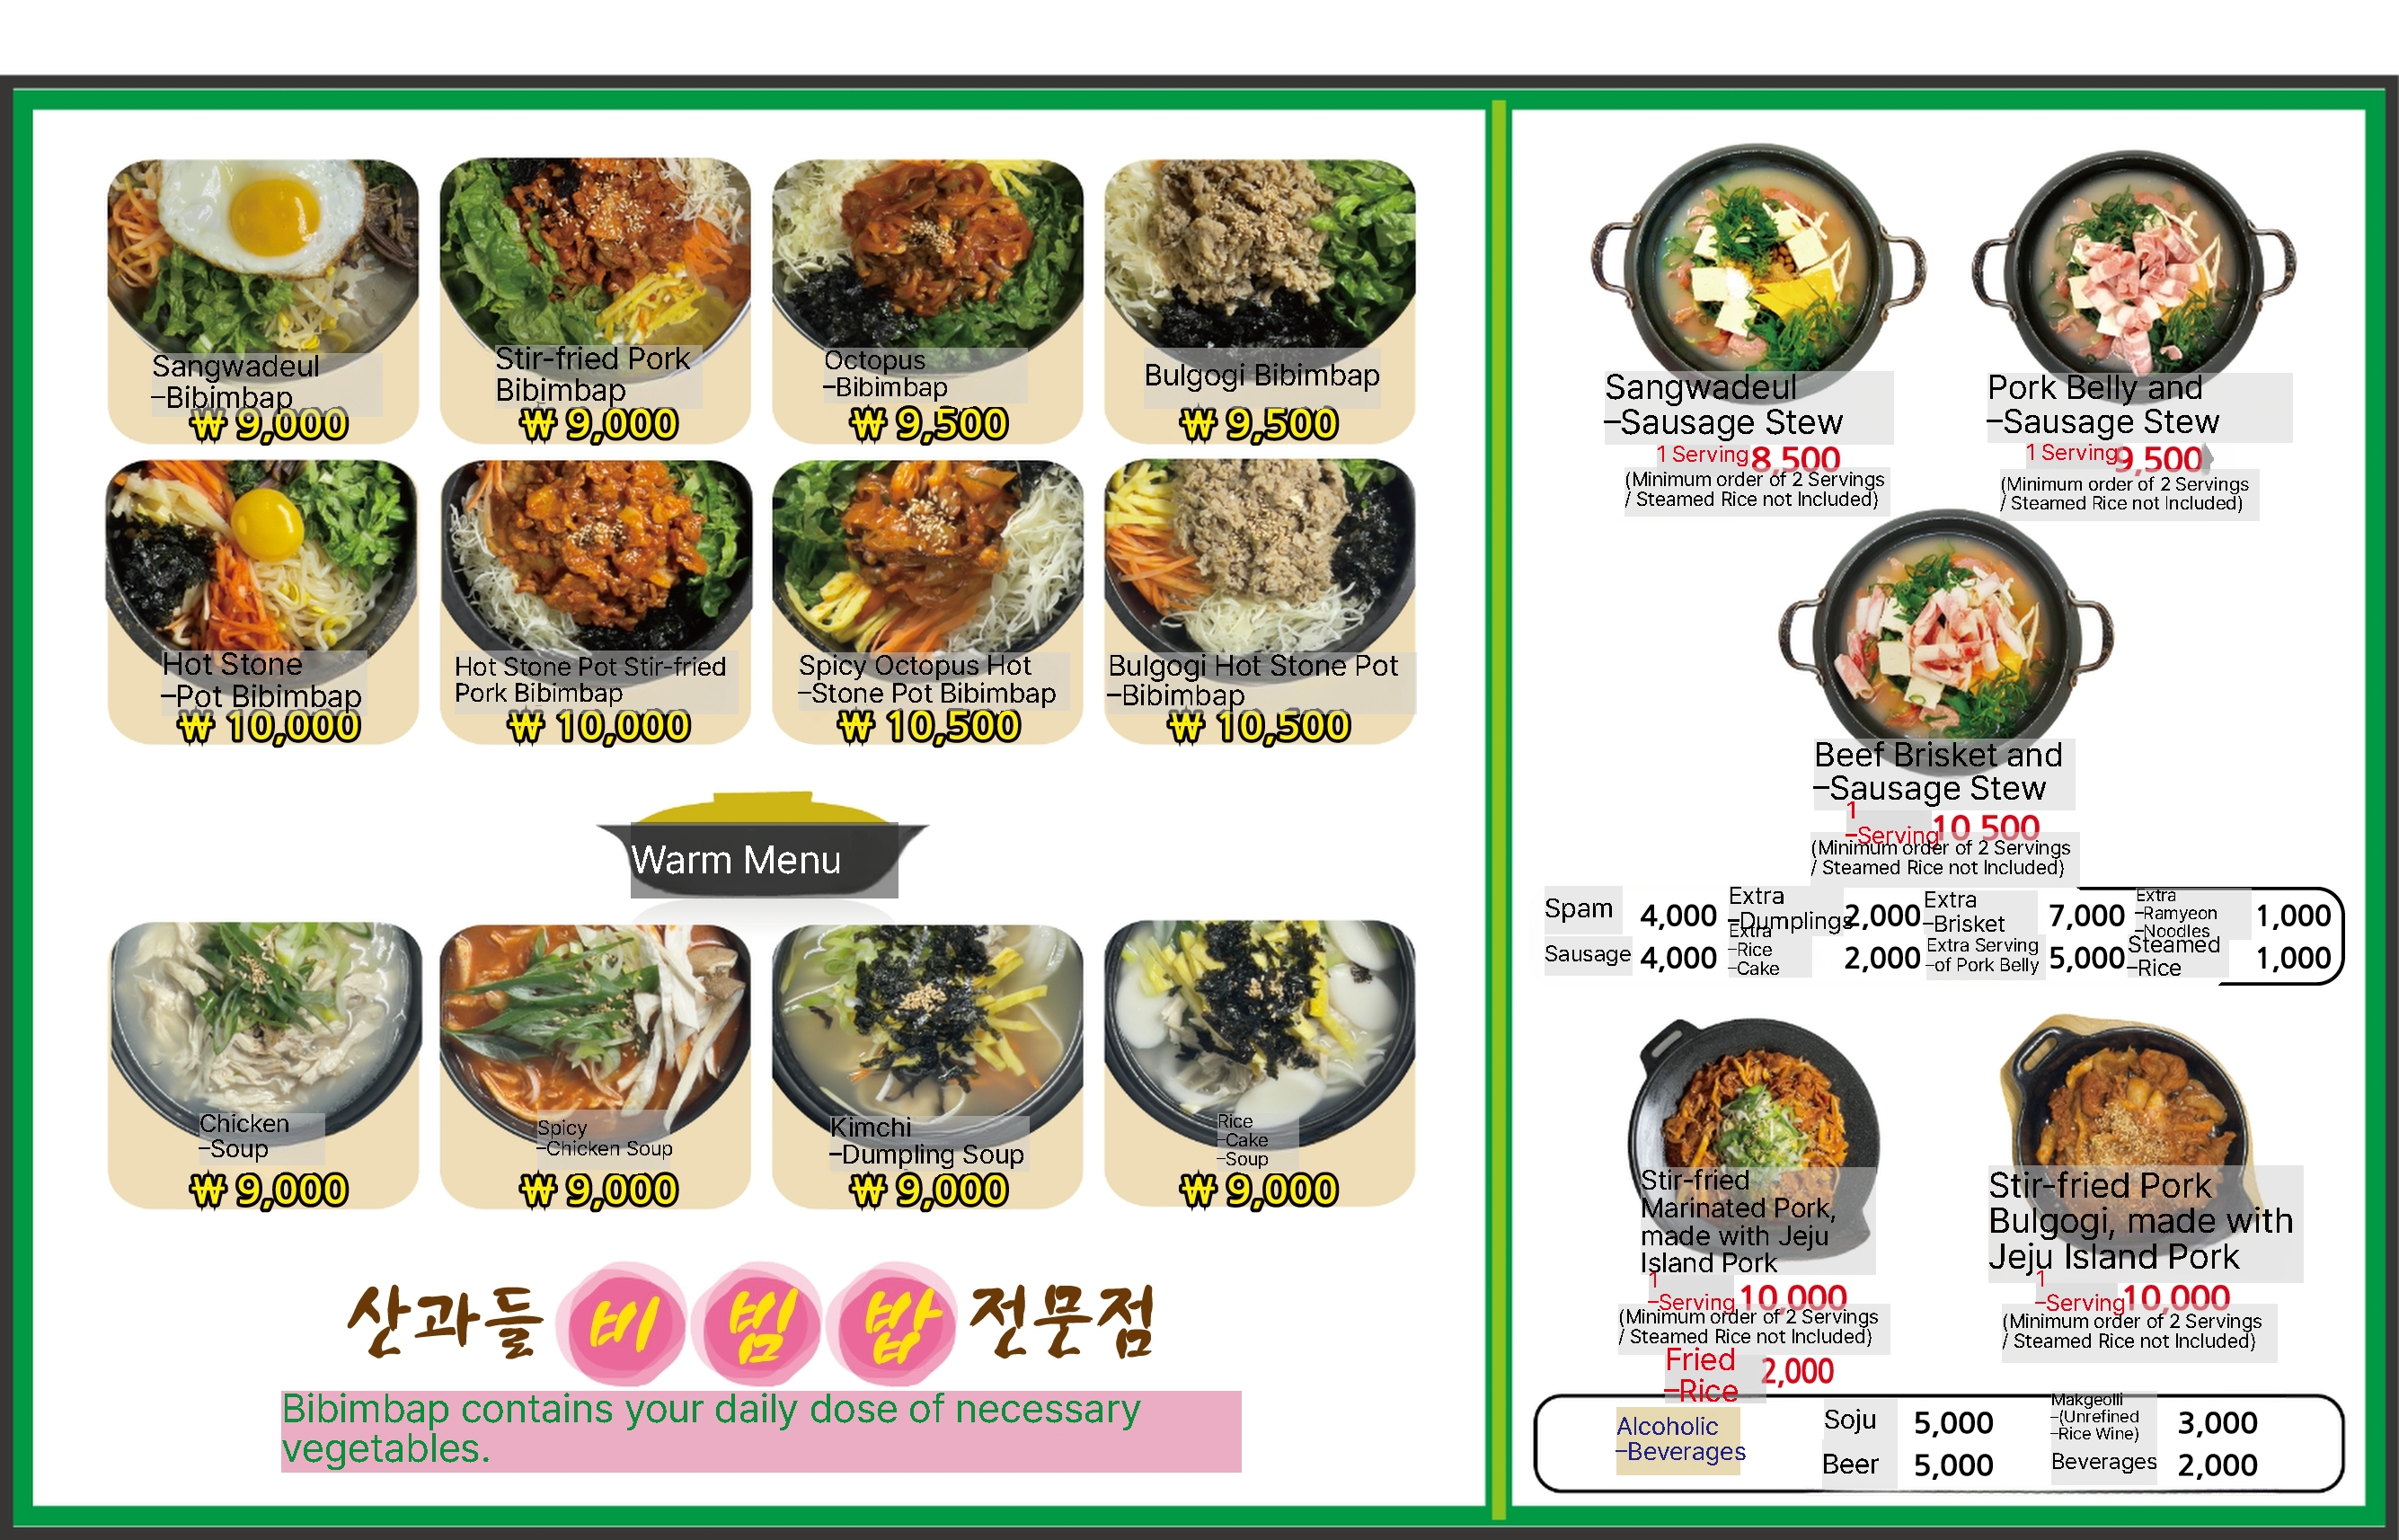 Sangwadeul
-Bibimbap
₩ 9,000
Stir-fried Pork
Bibimbap
₩ 9,000
Octopus
-Bibimbap
₩ 9,500
Bulgogi Bibimbap
₩ 9,500
Hot Stone
-Pot Bibimbap
₩ 10,000
Hot Stone Pot Stir-fried
Pork Bibimbap
₩ 10,000
Spicy Octopus Hot
-Stone Pot Bibimbap
₩ 10,500
Bulgogi Hot Stone Pot
-Bibimbap
₩ 10,500
Warm Menu
Chicken
-Soup
₩ 9,000
Spicy
-Chicken Soup
₩ 9,000
Kimchi
-Dumpling Soup
₩ 9,000
Rice
-Cake
-Soup
₩ 9,000
산과들 비빔밥 전문점
Bibimbap contains your daily dose of necessary
vegetables.
Sangwadeul
-Sausage Stew
1 Serving 8,500
(Minimum order of 2 Servings
/ Steamed Rice not Included)
Pork Belly and
-Sausage Stew
1 Serving 9,500
(Minimum order of 2 Servings
/ Steamed Rice not Included)
Beef Brisket and
-Sausage Stew
1
-Serving 10 500
(Minimum order of 2 Servings
/ Steamed Rice not Included)
Spam 4,000
Extra
-Dumplings 2,000
Extra
-Brisket 7,000
Extra
-Ramyeon
-Noodles 1,000
Sausage 4,000
Extra
-Rice
-Cake 2,000
Extra Serving
-of Pork Belly 5,000
Steamed
-Rice 1,000
Stir-fried
Marinated Pork,
made with Jeju
Island Pork
1
-Serving 10 000
(Minimum order of 2 Servings
/ Steamed Rice not Included)
Fried
-Rice 2,000
Stir-fried Pork
Bulgogi, made with
Jeju Island Pork
1
-Serving 10,000
(Minimum order of 2 Servings
/ Steamed Rice not Included)
Alcoholic
-Beverages
Soju 5,000
Makgeolli
-(Unrefined
-Rice Wine) 3,000
Beer 5,000
Beverages 2,000